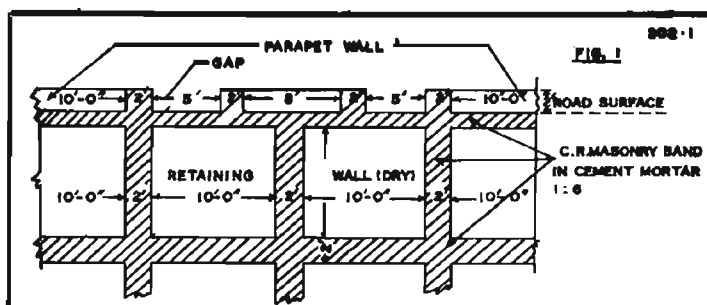 202·1
PARAPET WALL
FIG. 1
GAP
10'-0" 2' 5' 2' 8' 2' 5' 2' 10'-0"
ROAD SURFACE
C.R.MASONRY BAND
IN CEMENT MORTAR
1:6
RETAINING WALL (DRY)
10'-0" 2' 10'-0" 2' 10'-0" 2' 10'-0"
2'